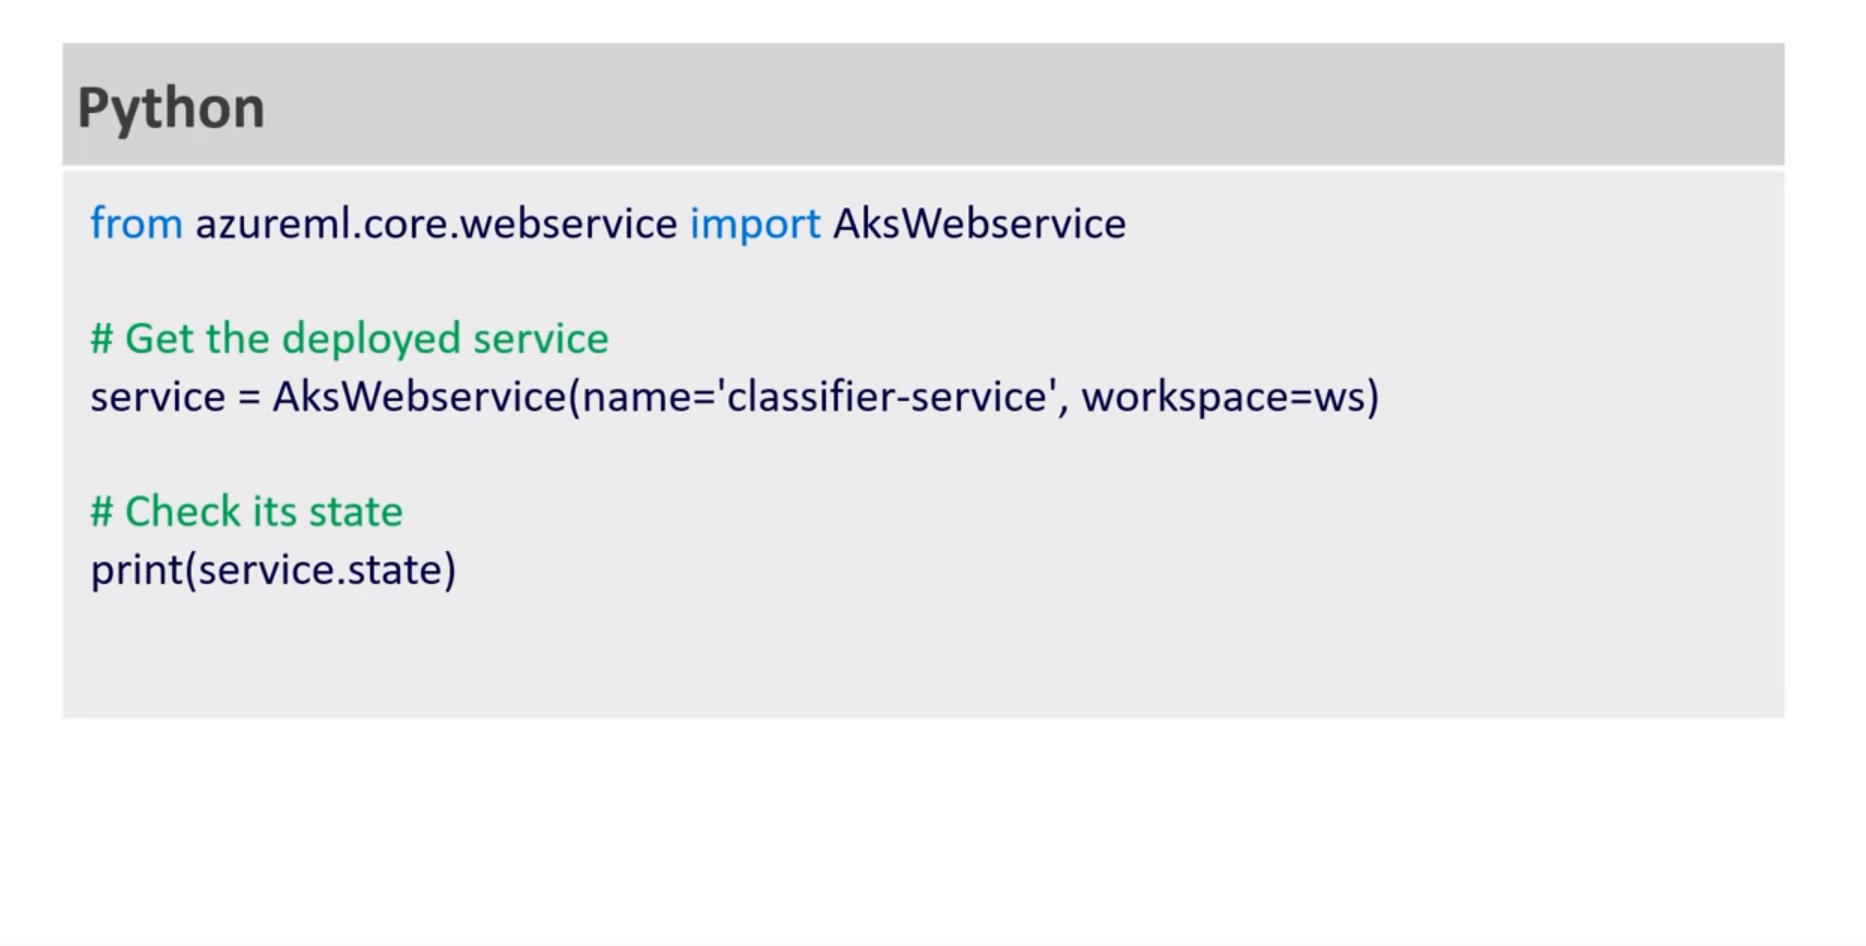 Python
from azureml.core.webservice import AksWebservice
# Get the deployed service
service = AksWebservice(name='classifier-service', workspace=ws)
# Check its state
print(service.state)